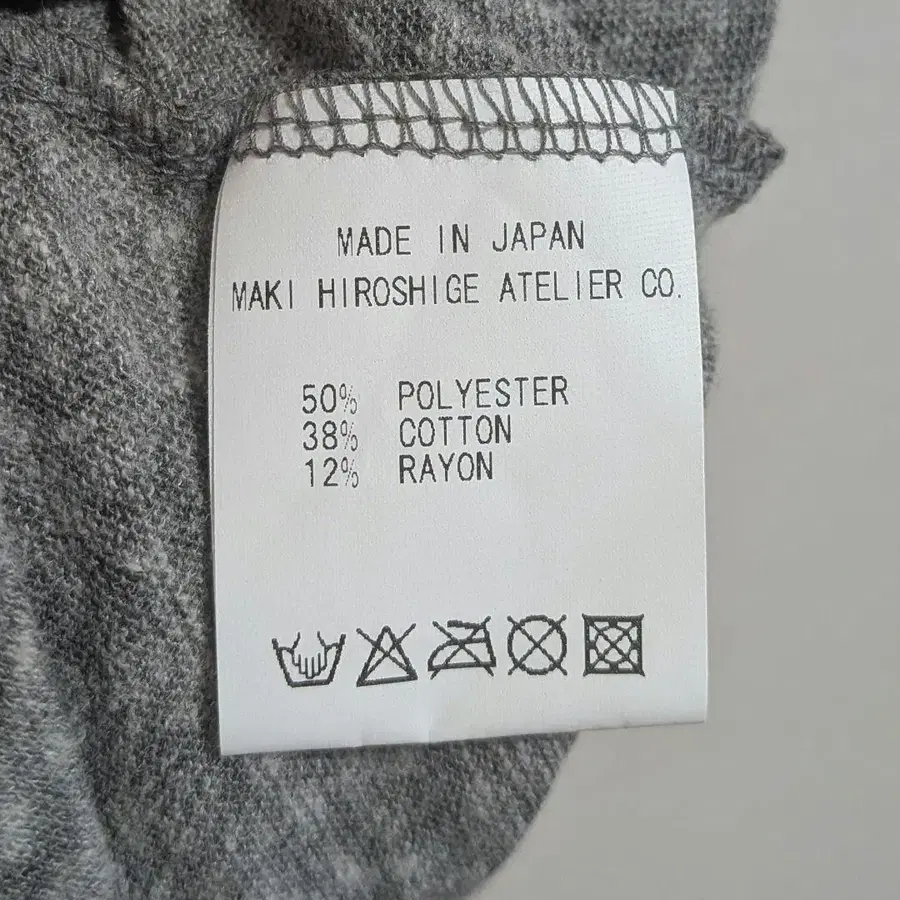 MADE IN JAPAN
MAKI HIROSHIGE ATELIER CO.
50% POLYESTER
38% COTTON
12% RAYON